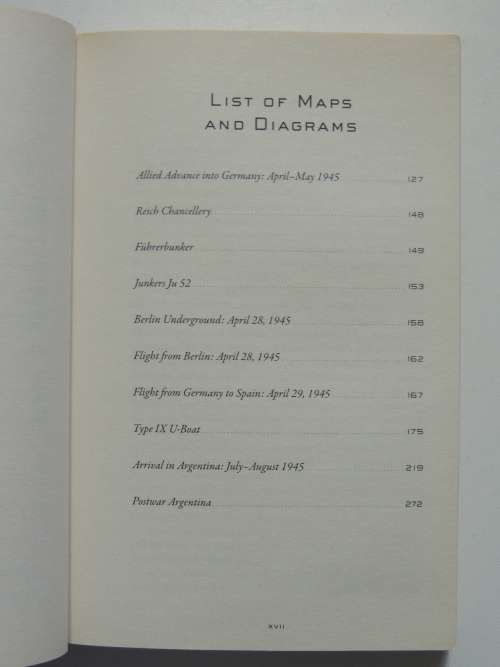 List of Maps
and Diagrams
Allied Advance into Germany: April–May 1945 127
Reich Chancellery 148
Führerbunker 149
Junkers Ju 52 153
Berlin Underground: April 28, 1945 158
Flight from Berlin: April 28, 1945 162
Flight from Germany to Spain: April 29, 1945 167
Type IX U-Boat 175
Arrival in Argentina: July–August 1945 219
Postwar Argentina 272
xvii